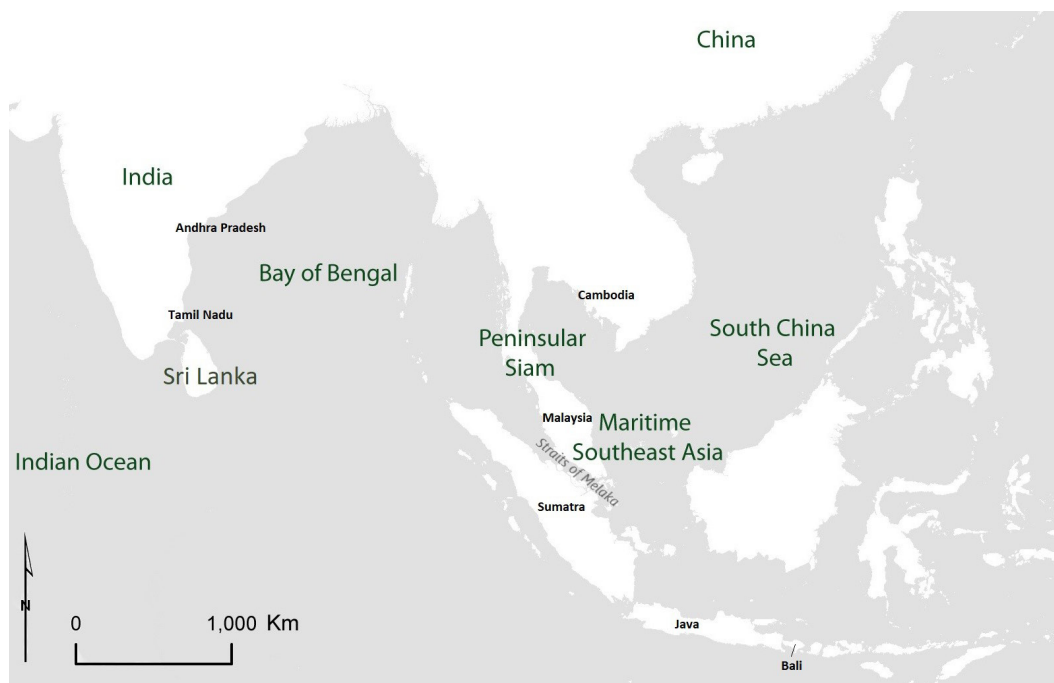 China
India
Andhra Pradesh
Bay of Bengal
Cambodia
Tamil Nadu
Peninsular
Siam
South China
Sea
Sri Lanka
Malaysia
Maritime
Southeast Asia
Straits of Melaka
Indian Ocean
Sumatra
N
0 1,000 Km
Java
Bali